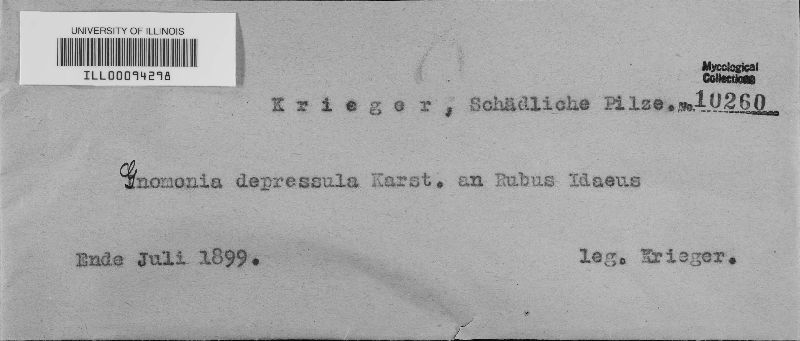 UNIVERSITY OF ILLINOIS
ILL00094298
Mycological
Collections
Krieger, Schädliche Pilze. No. 10260
Gnomonia depressula Karst. an Rubus Idaeus
Ende Juli 1899.
leg. Krieger.